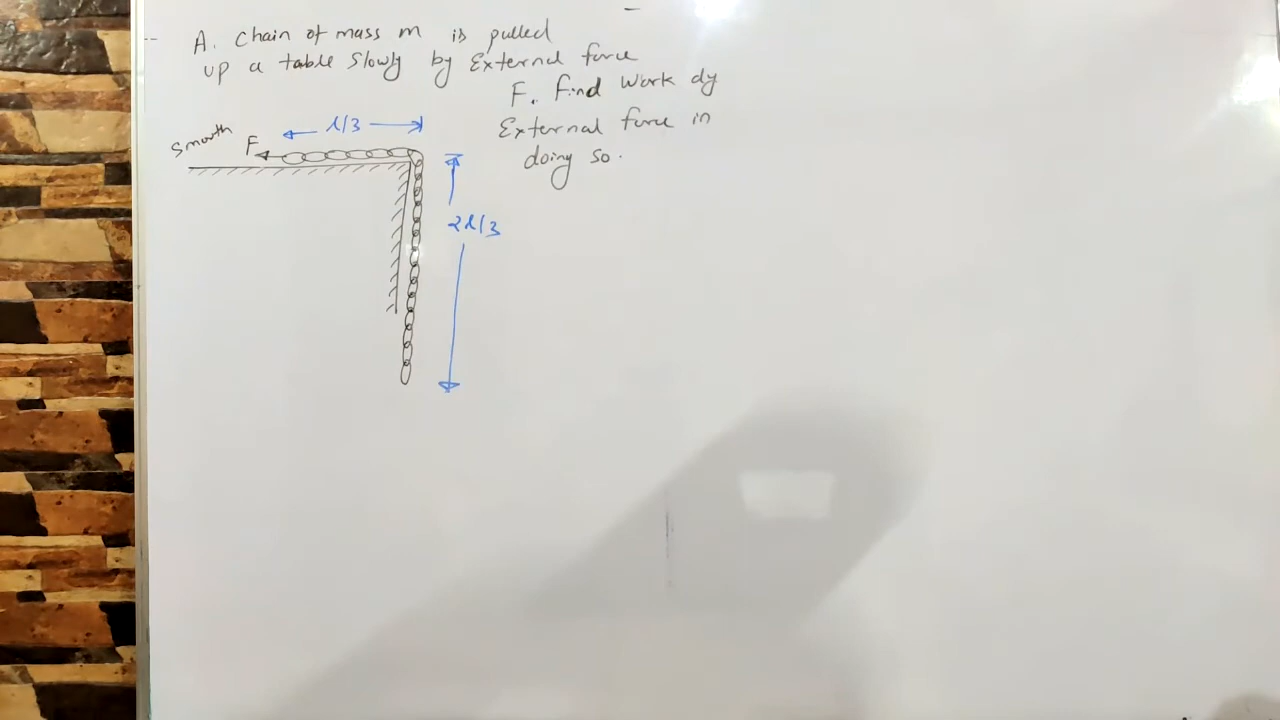 A. Chain of mass m is pulled
up a table slowly by External force
F. find Work dy
External force in
doing so.
smooth
F
l/3
2l/3